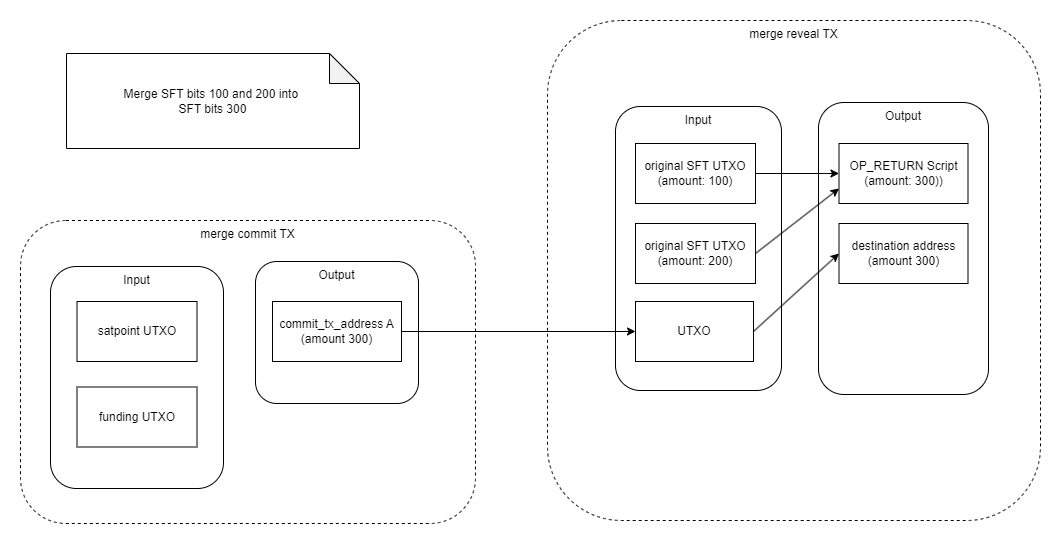 merge reveal TX
Merge SFT bits 100 and 200 into
SFT bits 300
Input
Output
original SFT UTXO
(amount: 100)
OP_RETURN Script
(amount: 300))
original SFT UTXO
(amount: 200)
destination address
(amount 300)
UTXO
merge commit TX
Input
Output
satpoint UTXO
commit_tx_address A
(amount 300)
funding UTXO